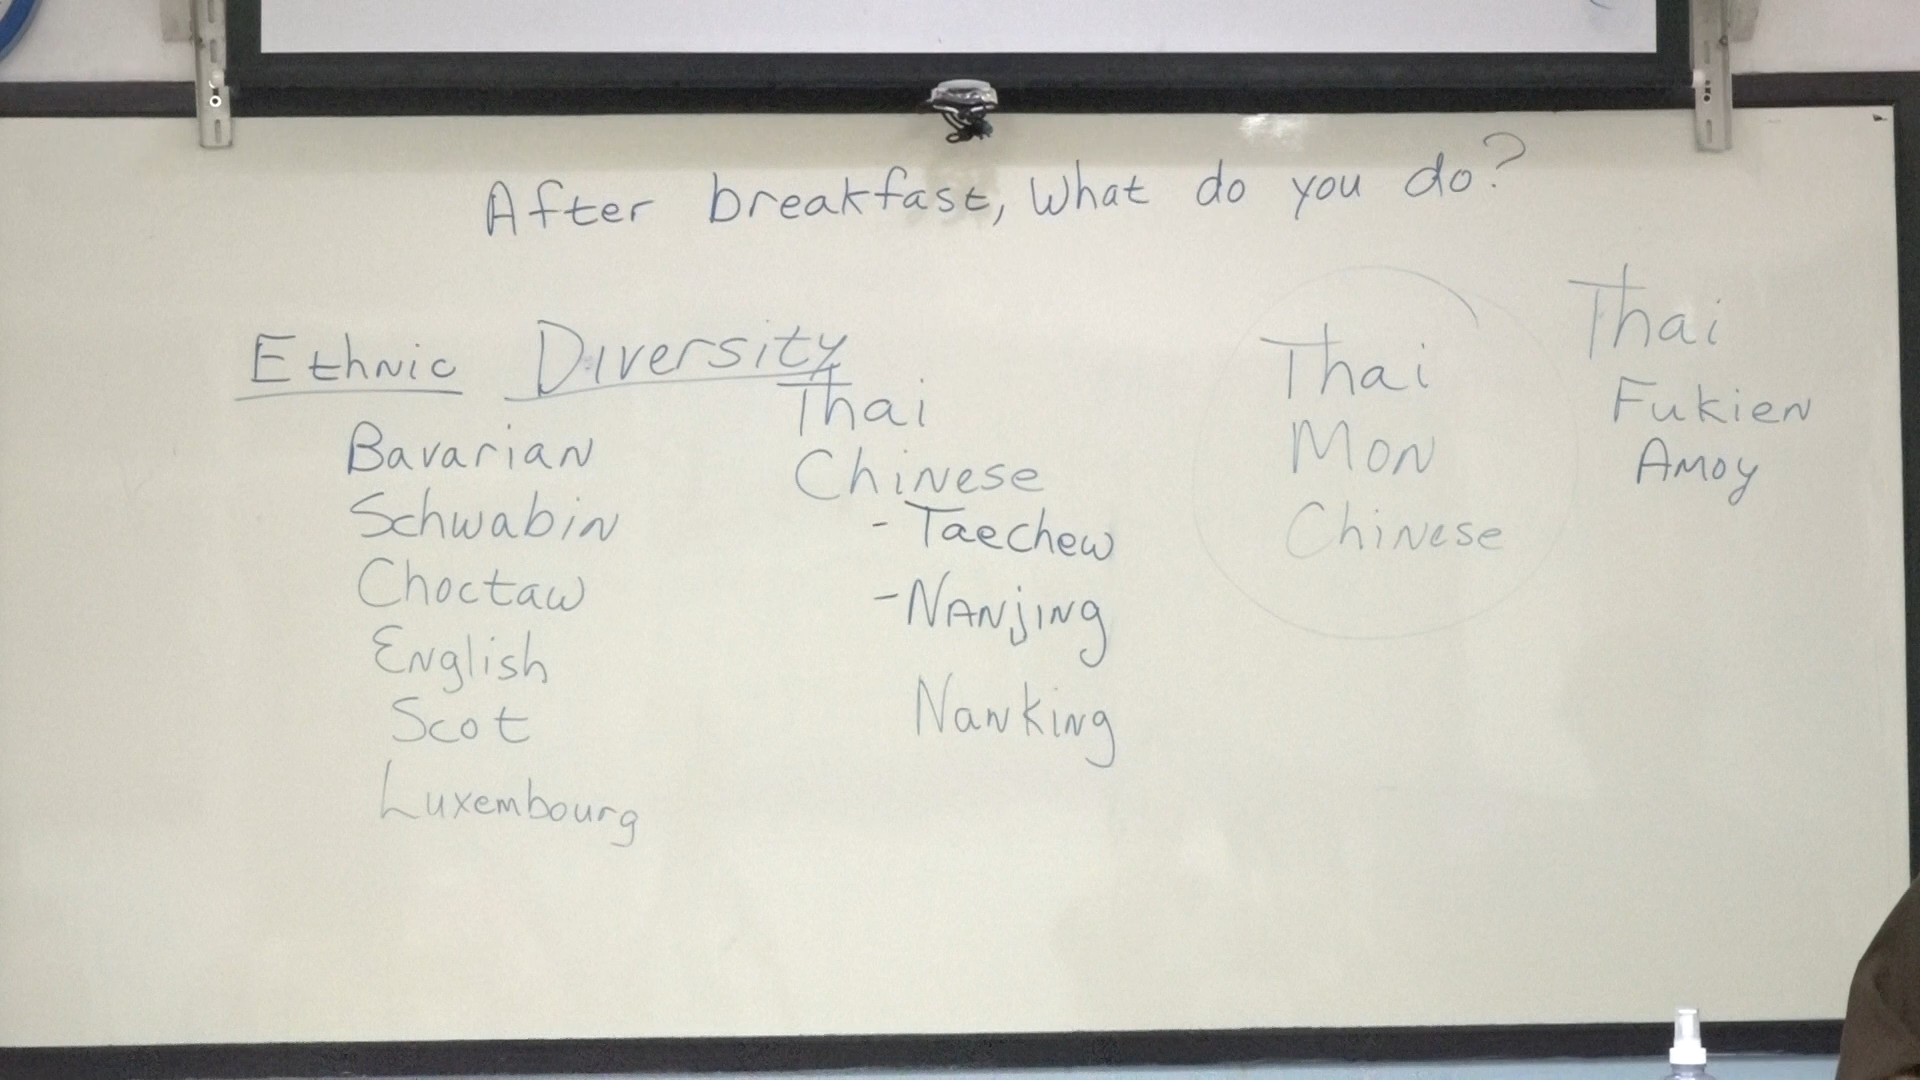 After breakfast, What do you do?
Ethnic Diversity
Bavarian
Schwabin
Choctaw
English
Scot
Luxembourg
Thai
Chinese
- Taechew
- Nanjing
Nanking
Thai
Mon
Chinese
Thai
Fukien
Amoy